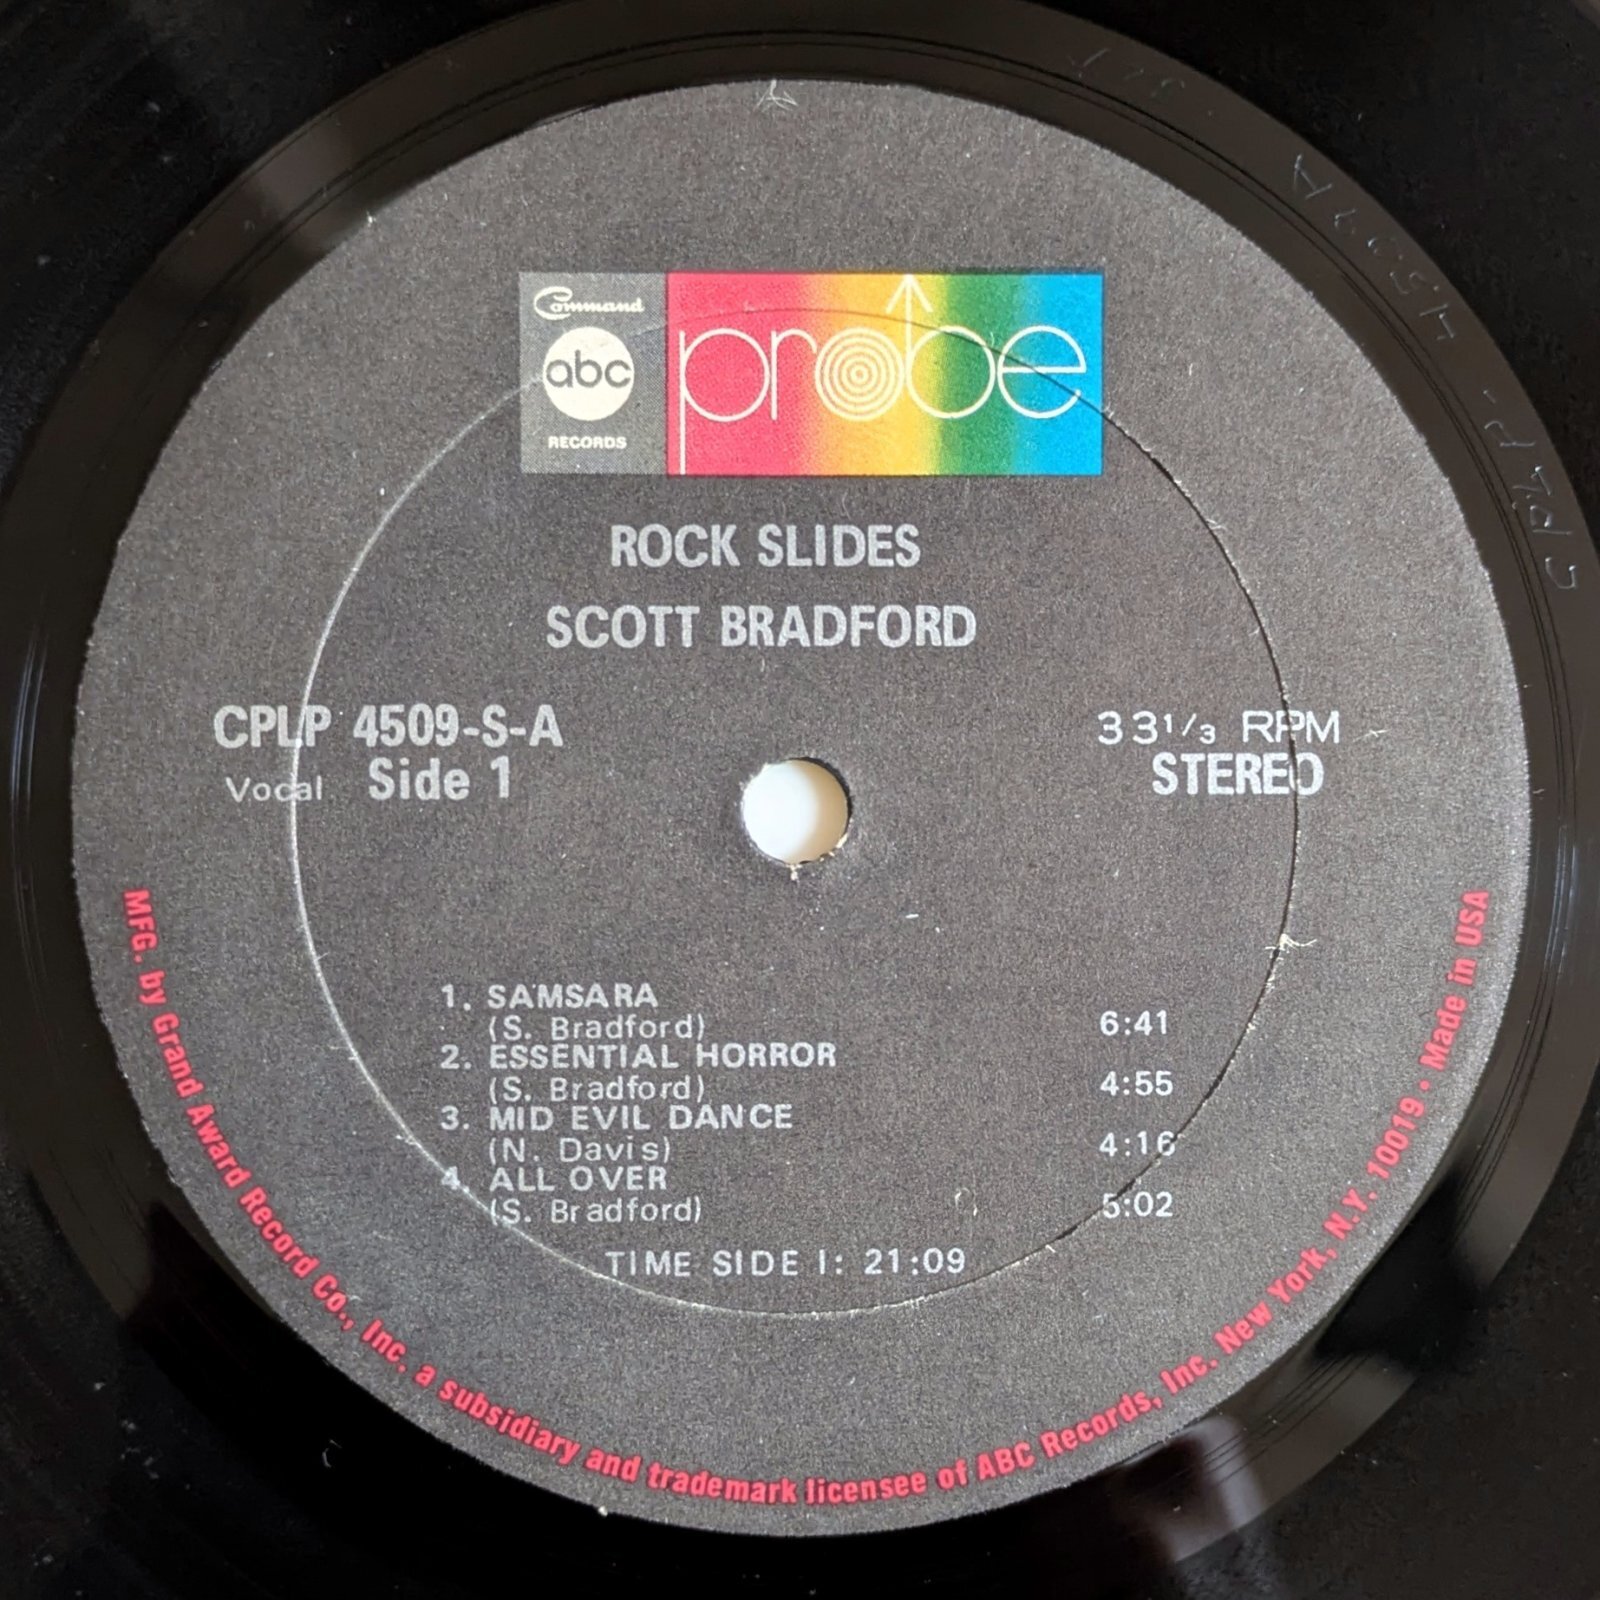 Command
abc
RECORDS
probe
ROCK SLIDES
SCOTT BRADFORD
CPLP 4509-S-A
Vocal Side 1
33 1/3 RPM
STEREO
1. SAMSARA
(S. Bradford) 6:41
2. ESSENTIAL HORROR
(S. Bradford) 4:55
3. MID EVIL DANCE
(N. Davis) 4:16
4. ALL OVER
(S. Bradford) 5:02
TIME SIDE I: 21:09
MFG. by Grand Award Record Co., Inc. a subsidiary and trademark licensee of ABC Records, Inc. New York, N.Y. 10019 • Made in USA